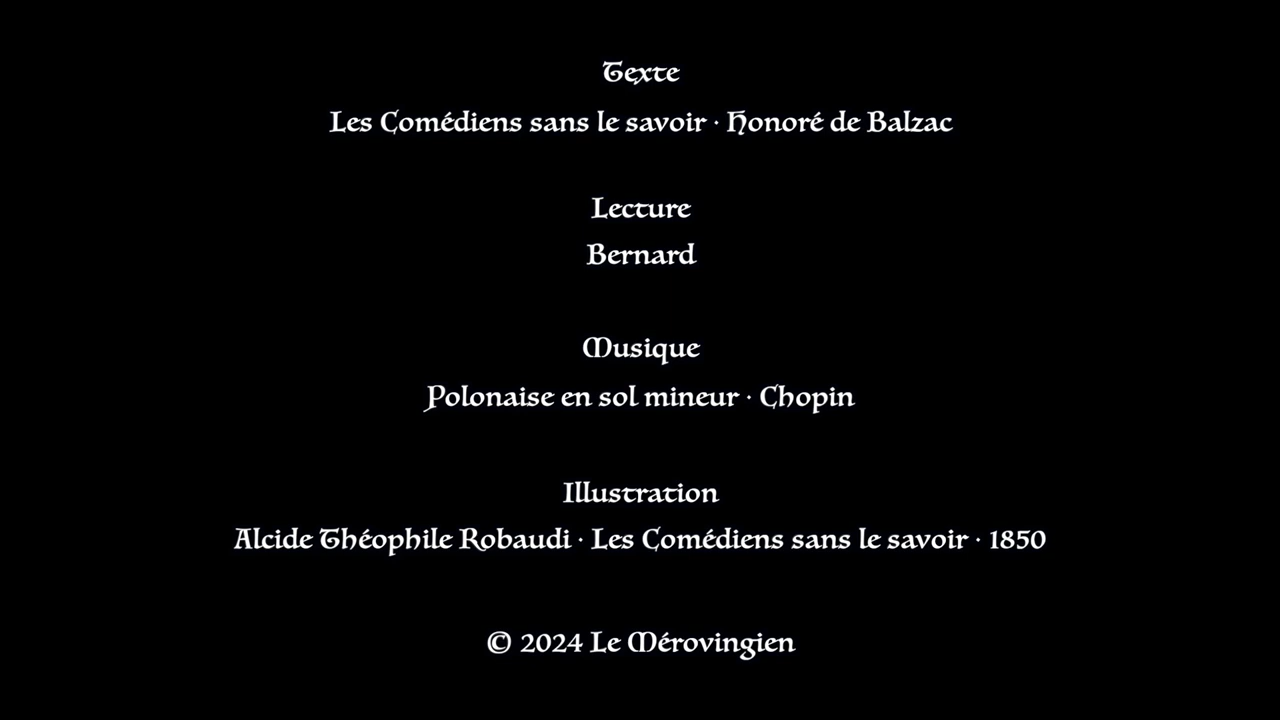 Texte
Les Comédiens sans le savoir · Honoré de Balzac
Lecture
Bernard
Musique
Polonaise en sol mineur · Chopin
Illustration
Alcide Théophile Robaudi · Les Comédiens sans le savoir · 1850
© 2024 Le Mérovingien